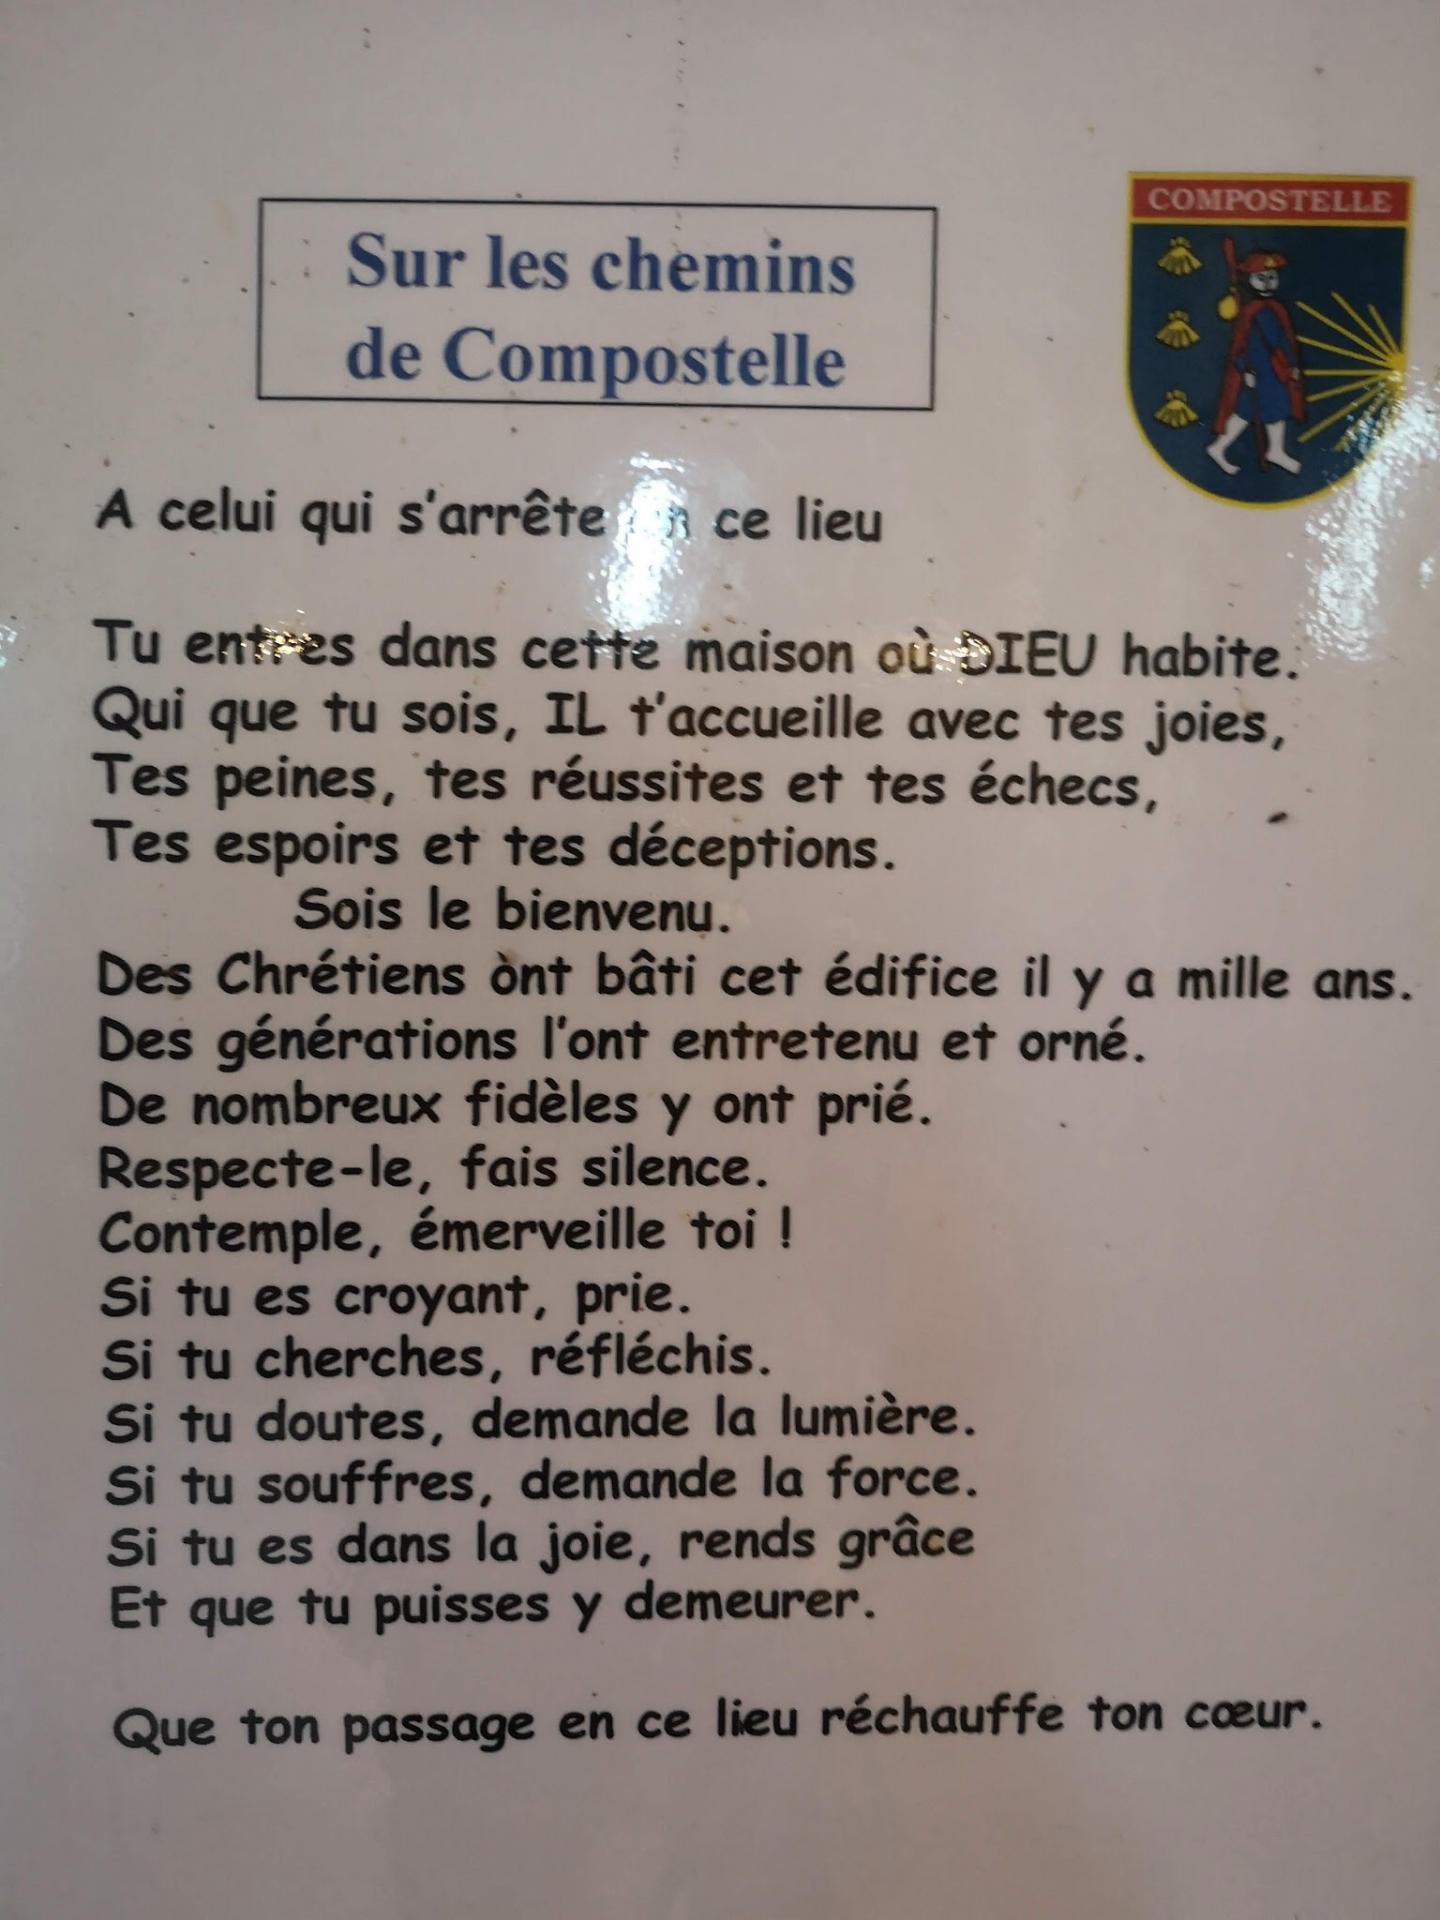 COMPOSTELLE
Sur les chemins
de Compostelle
A celui qui s'arrête en ce lieu
Tu entres dans cette maison où DIEU habite.
Qui que tu sois, IL t'accueille avec tes joies,
Tes peines, tes réussites et tes échecs,
Tes espoirs et tes déceptions.
Sois le bienvenu.
Des Chrétiens ont bâti cet édifice il y a mille ans.
Des générations l'ont entretenu et orné.
De nombreux fidèles y ont prié.
Respecte-le, fais silence.
Contemple, émerveille toi !
Si tu es croyant, prie.
Si tu cherches, réfléchis.
Si tu doutes, demande la lumière.
Si tu souffres, demande la force.
Si tu es dans la joie, rends grâce
Et que tu puisses y demeurer.
Que ton passage en ce lieu réchauffe ton cœur.